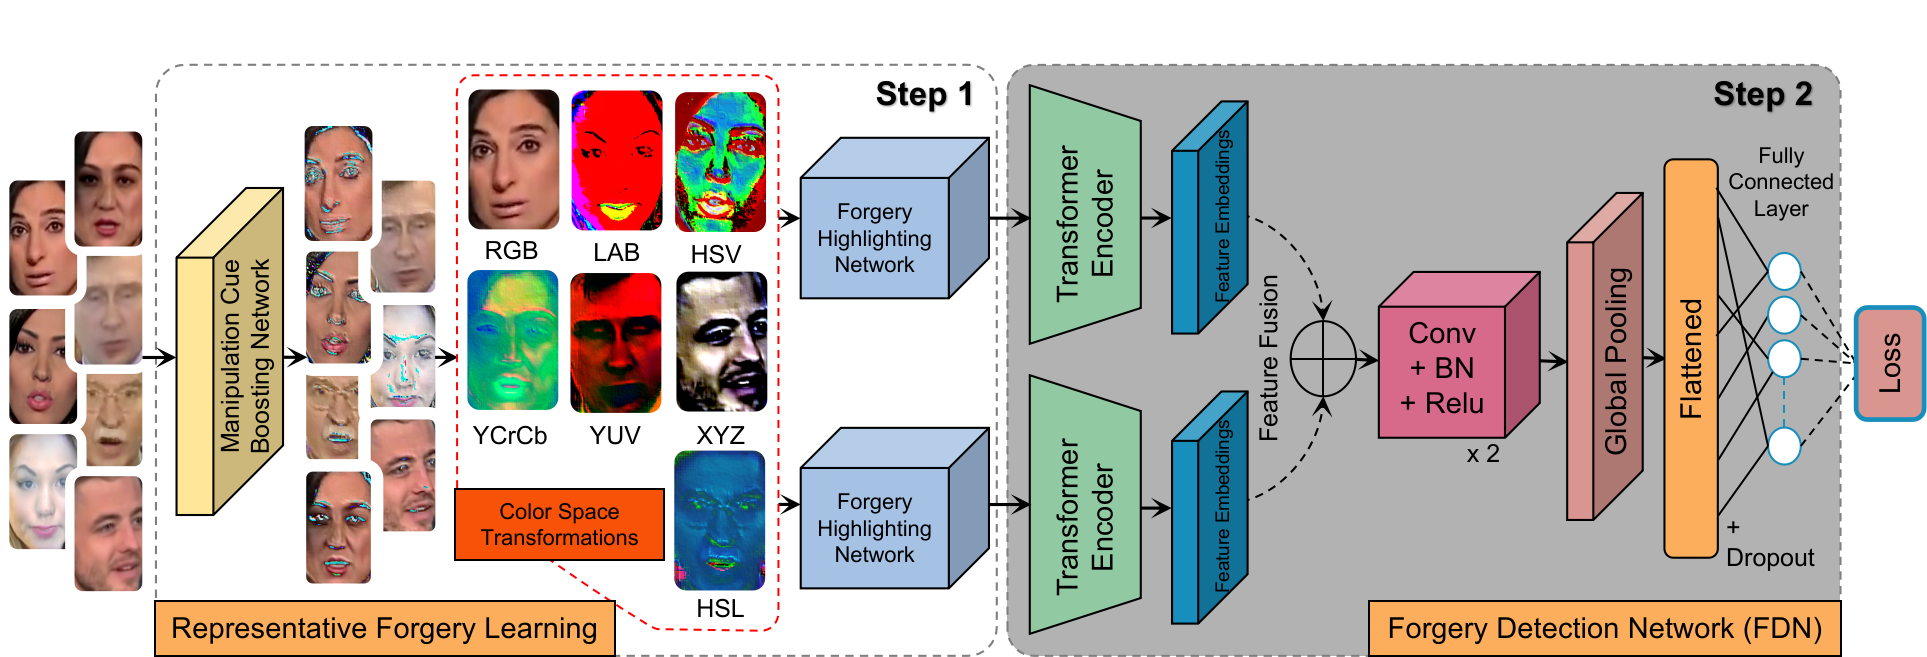 Step 1
Manipulation Cue
Boosting Network
RGB
LAB
HSV
YCrCb
YUV
XYZ
HSL
Color Space
Transformations
Forgery
Highlighting
Network
Forgery
Highlighting
Network
Representative Forgery Learning
Step 2
Transformer
Encoder
Feature Embeddings
Transformer
Encoder
Feature Embeddings
Feature Fusion
Conv
+ BN
+ Relu
x 2
Global Pooling
Flattened
Fully
Connected
Layer
+
Dropout
Loss
Forgery Detection Network (FDN)